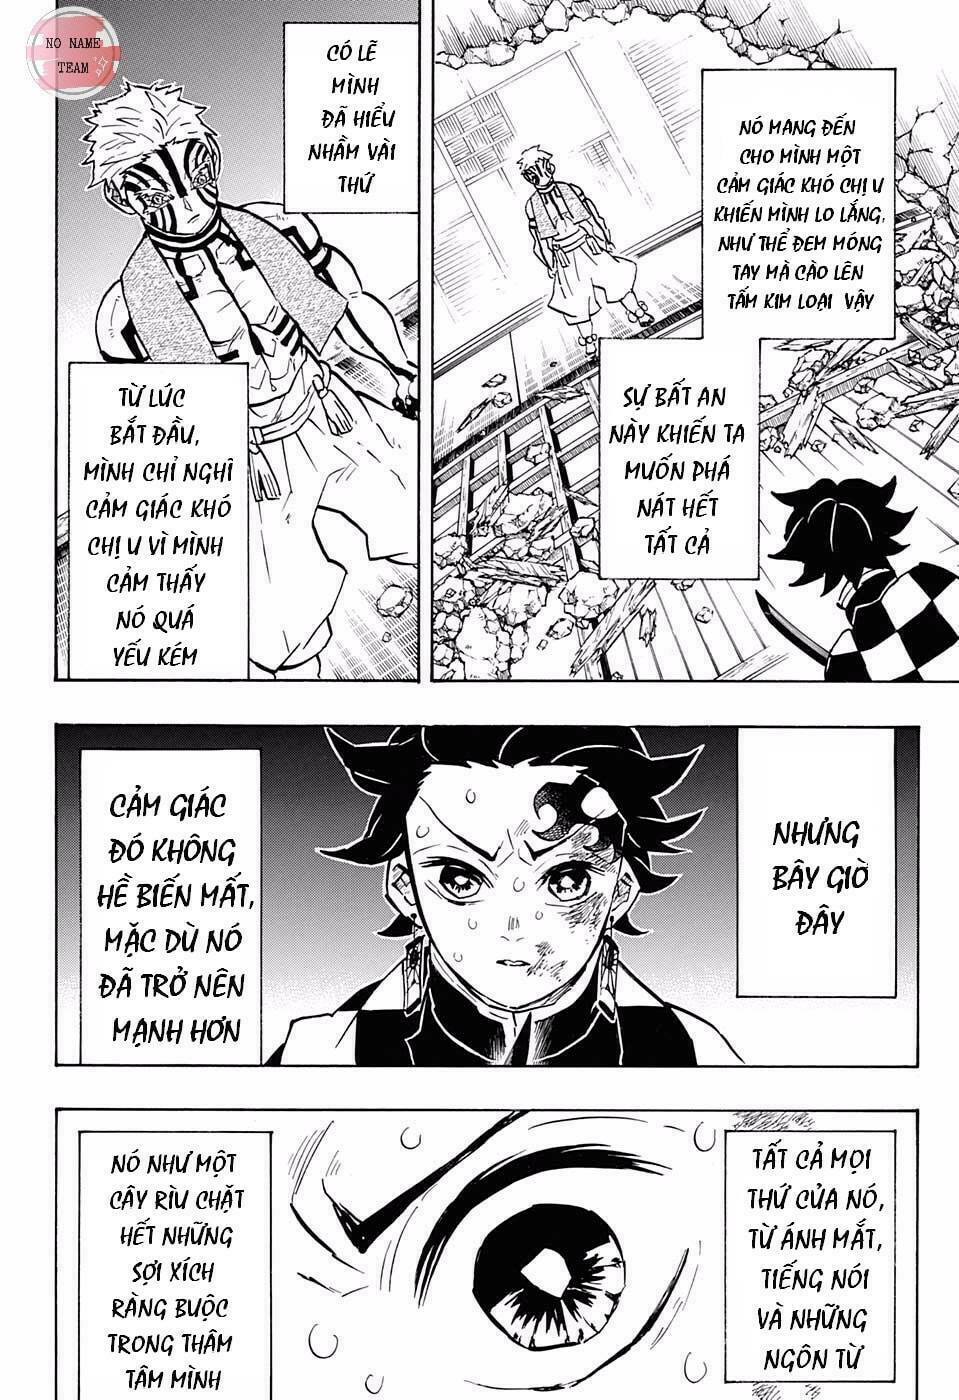 NO NAME
TEAM
NÓ MANG ĐẾN
CHO MÌNH MỘT
CẢM GIÁC KHÓ CHỊ U
KHIẾN MÌNH LO LẮNG,
NHƯ THỂ ĐEM MÓNG
TAY MÀ CÀO LÊN
TẤM KIM LOẠI VẬY
SỰ BẤT AN
NÀY KHIẾN TA
MUỐN PHÁ
NÁT HẾT
TẤT CẢ
CÓ LẼ
MÌNH
ĐÃ HIỂU
NHẦM VÀI
THỨ
TỪ LÚC
BẮT ĐẦU,
MÌNH CHỈ NGHĨ
CẢM GIÁC KHÓ
CHỊ U VÌ MÌNH
CẢM THẤY
NÓ QUÁ
YẾU KÉM
NHƯNG
BÂY GIỜ
ĐÂY
CẢM GIÁC
ĐÓ KHÔNG
HỀ BIẾN MẤT,
MẶC DÙ NÓ
ĐÃ TRỞ NÊN
MẠNH HƠN
TẤT CẢ MỌI
THỨ CỦA NÓ,
TỪ ÁNH MẮT,
TIẾNG NÓI
VÀ NHỮNG
NGÔN TỪ
NÓ NHƯ MỘT
CÂY RÌU CHẶT
HẾT NHỮNG
SỢI XÍCH
RÀNG BUỘC
TRONG THÂM
TÂM MÌNH